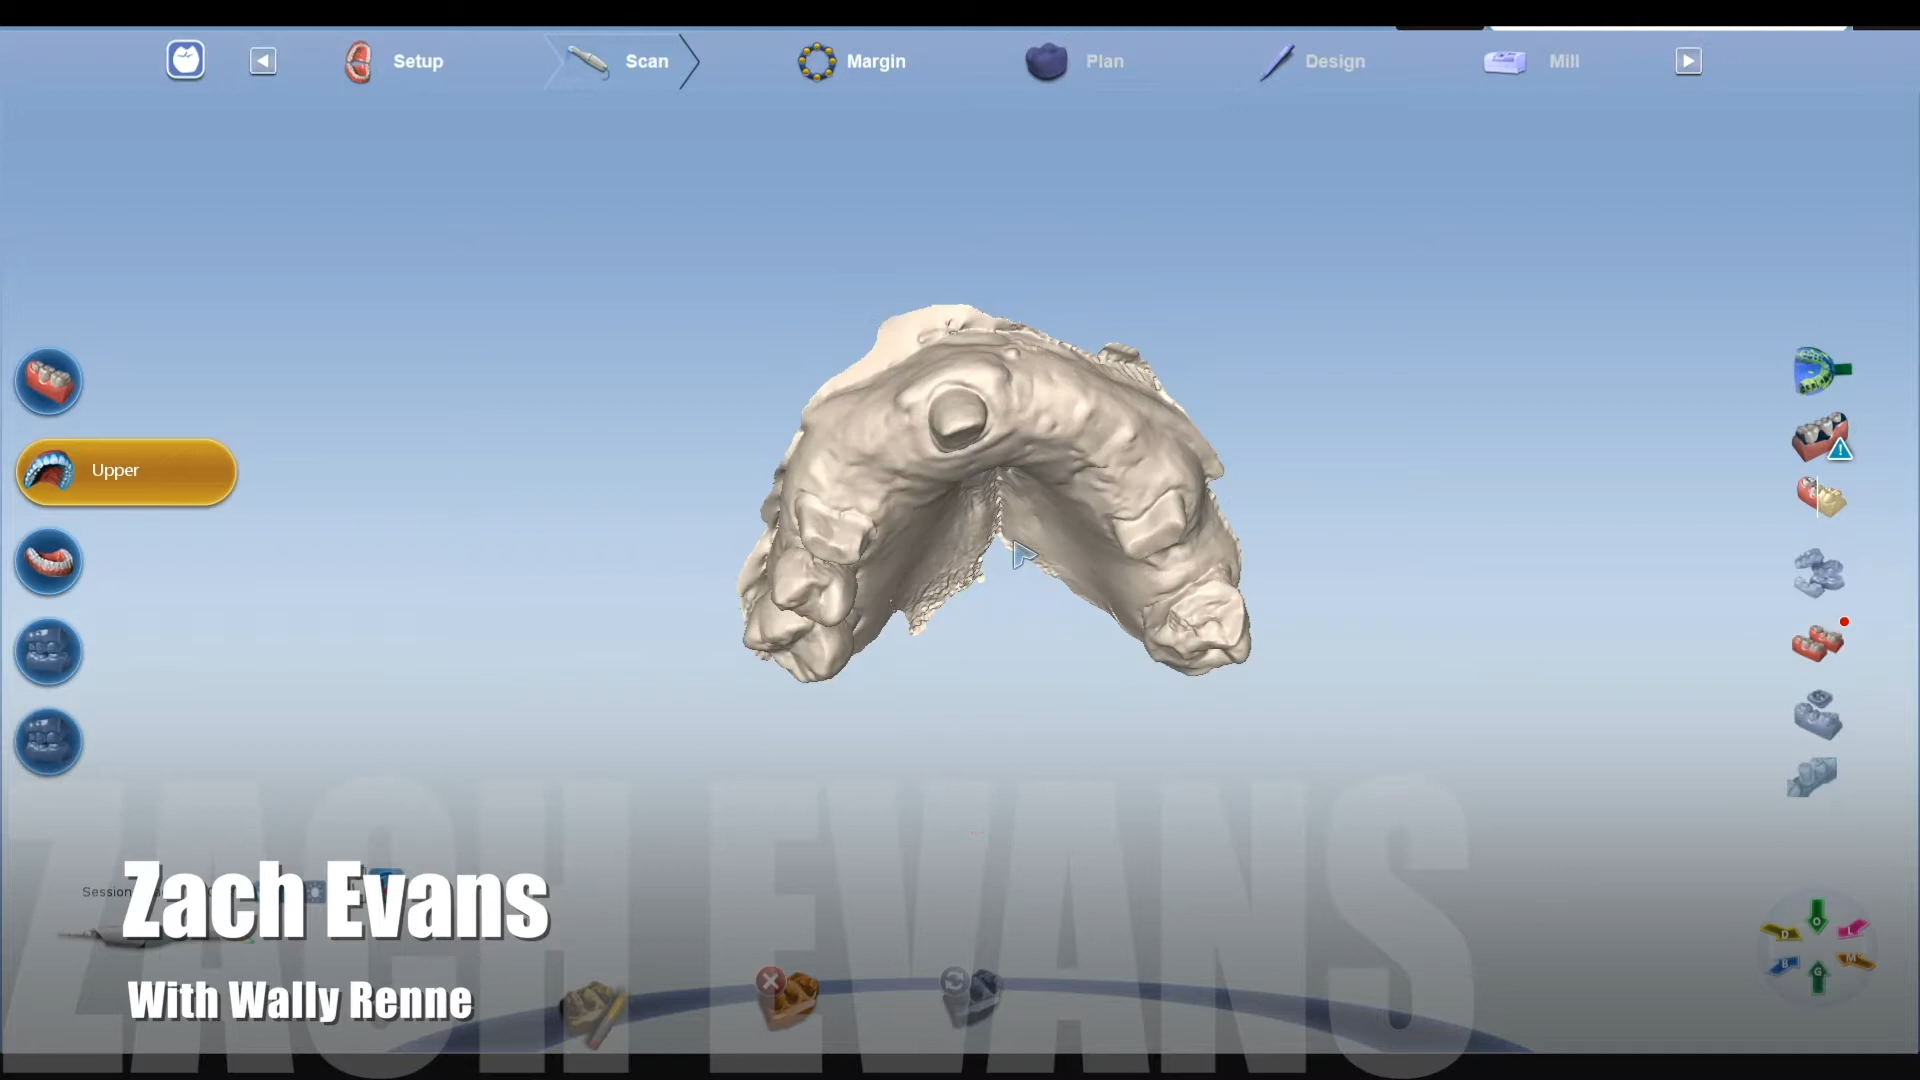 Setup
Scan
Margin
Plan
Design
Mill
Upper
ZACH EVANS
Session
Zach Evans
With Wally Renne
O
D
L
B
M
G